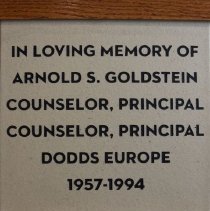 IN LOVING MEMORY OF
ARNOLD S. GOLDSTEIN
COUNSELOR, PRINCIPAL
COUNSELOR, PRINCIPAL
DODDS EUROPE
1957-1994